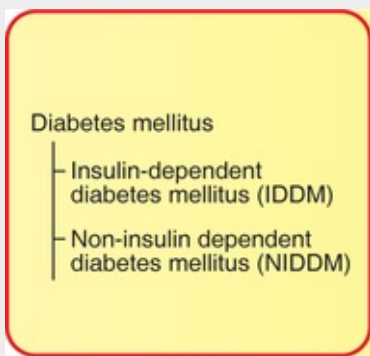 Diabetes mellitus
Insulin-dependent
diabetes mellitus (IDDM)
Non-insulin dependent
diabetes mellitus (NIDDM)